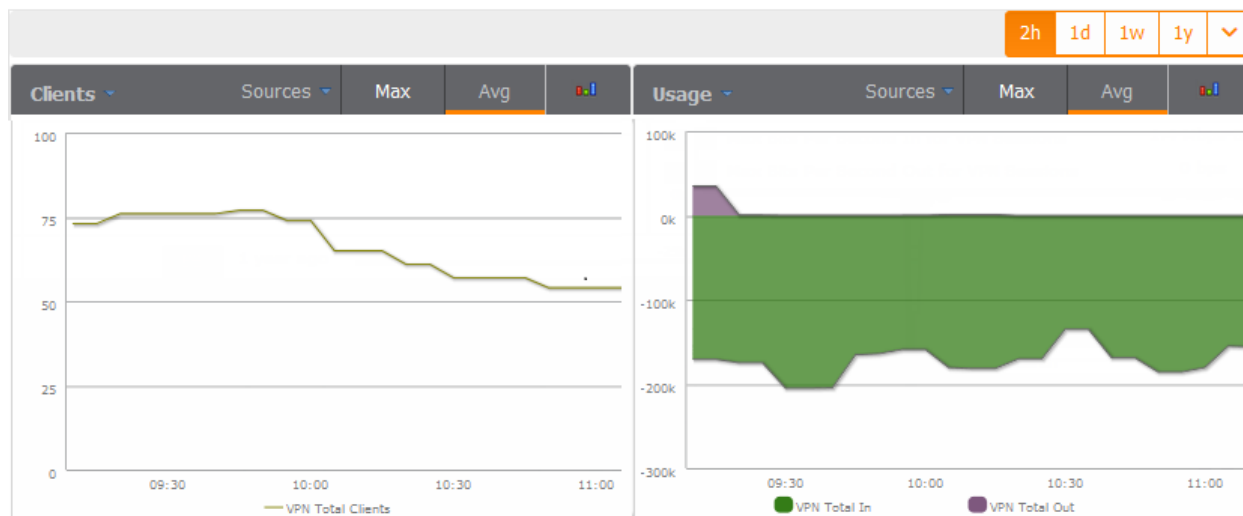 2h 1d 1w 1y
Clients Sources Max Avg
Usage Sources Max Avg
100
75
50
25
0
09:30 10:00 10:30 11:00
VPN Total Clients
100k
0k
-100k
-200k
-300k
09:30 10:00 10:30 11:00
VPN Total In VPN Total Out